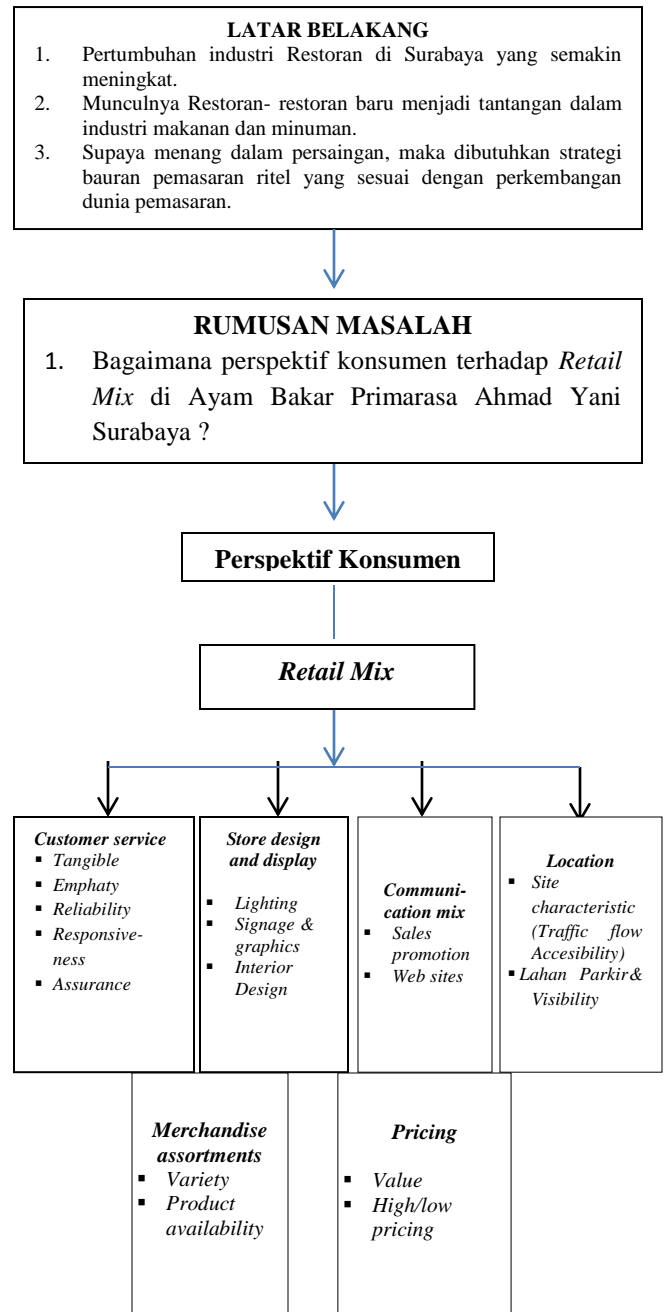 LATAR BELAKANG
1. Pertumbuhan industri Restoran di Surabaya yang semakin
meningkat.
2. Munculnya Restoran- restoran baru menjadi tantangan dalam
industri makanan dan minuman.
3. Supaya menang dalam persaingan, maka dibutuhkan strategi
bauran pemasaran ritel yang sesuai dengan perkembangan
dunia pemasaran.
RUMUSAN MASALAH
1. Bagaimana perspektif konsumen terhadap Retail
Mix di Ayam Bakar Primarasa Ahmad Yani
Surabaya ?
Perspektif Konsumen
Retail Mix
Customer service
▪ Tangible
▪ Emphaty
▪ Reliability
▪ Responsive-
ness
▪ Assurance
Store design
and display
▪ Lighting
▪ Signage &
graphics
▪ Interior
Design
Communi-
cation mix
▪ Sales
promotion
▪ Web sites
Location
▪ Site
characteristic
(Traffic flow
Accesibility)
▪ Lahan Parkir&
Visibility
Merchandise
assortments
▪ Variety
▪ Product
availability
Pricing
▪ Value
▪ High/low
pricing